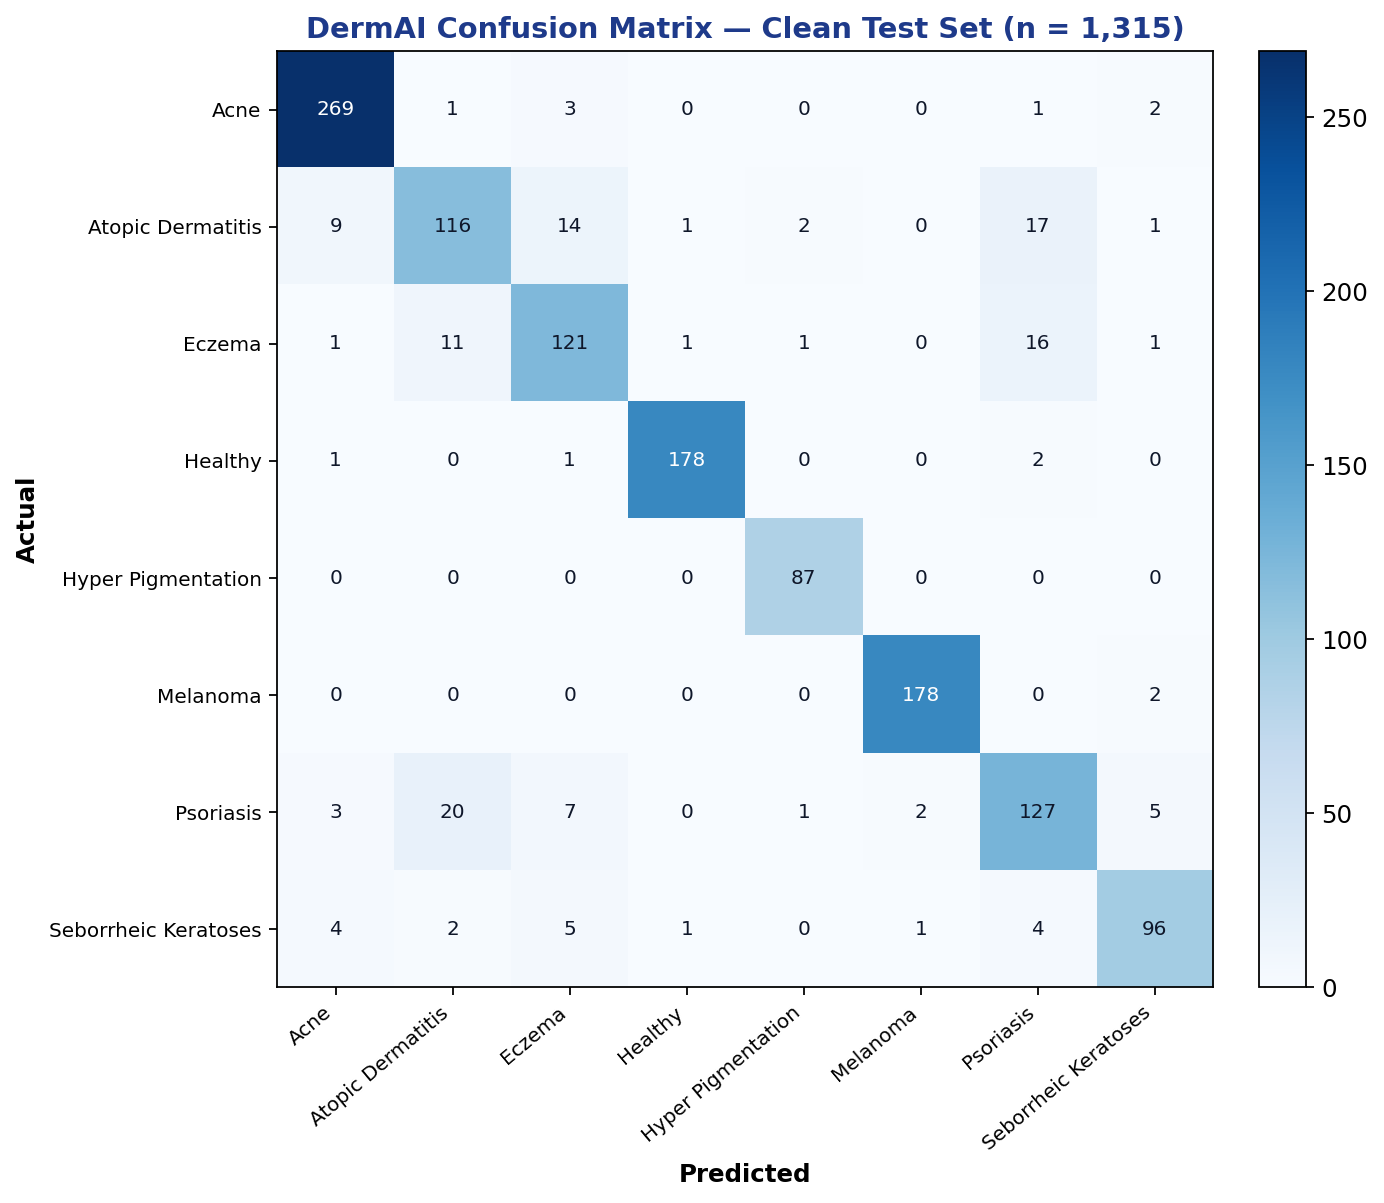 DermAI Confusion Matrix — Clean Test Set (n = 1,315)
Acne 269 1 3 0 0 0 1 2
Atopic Dermatitis 9 116 14 1 2 0 17 1
Eczema 1 11 121 1 1 0 16 1
Healthy 1 0 1 178 0 0 2 0
Hyper Pigmentation 0 0 0 0 87 0 0 0
Melanoma 0 0 0 0 0 178 0 2
Psoriasis 3 20 7 0 1 2 127 5
Seborrheic Keratoses 4 2 5 1 0 1 4 96
Actual
Acne
Atopic Dermatitis
Eczema
Healthy
Hyper Pigmentation
Melanoma
Psoriasis
Seborrheic Keratoses
Predicted
250
200
150
100
50
0